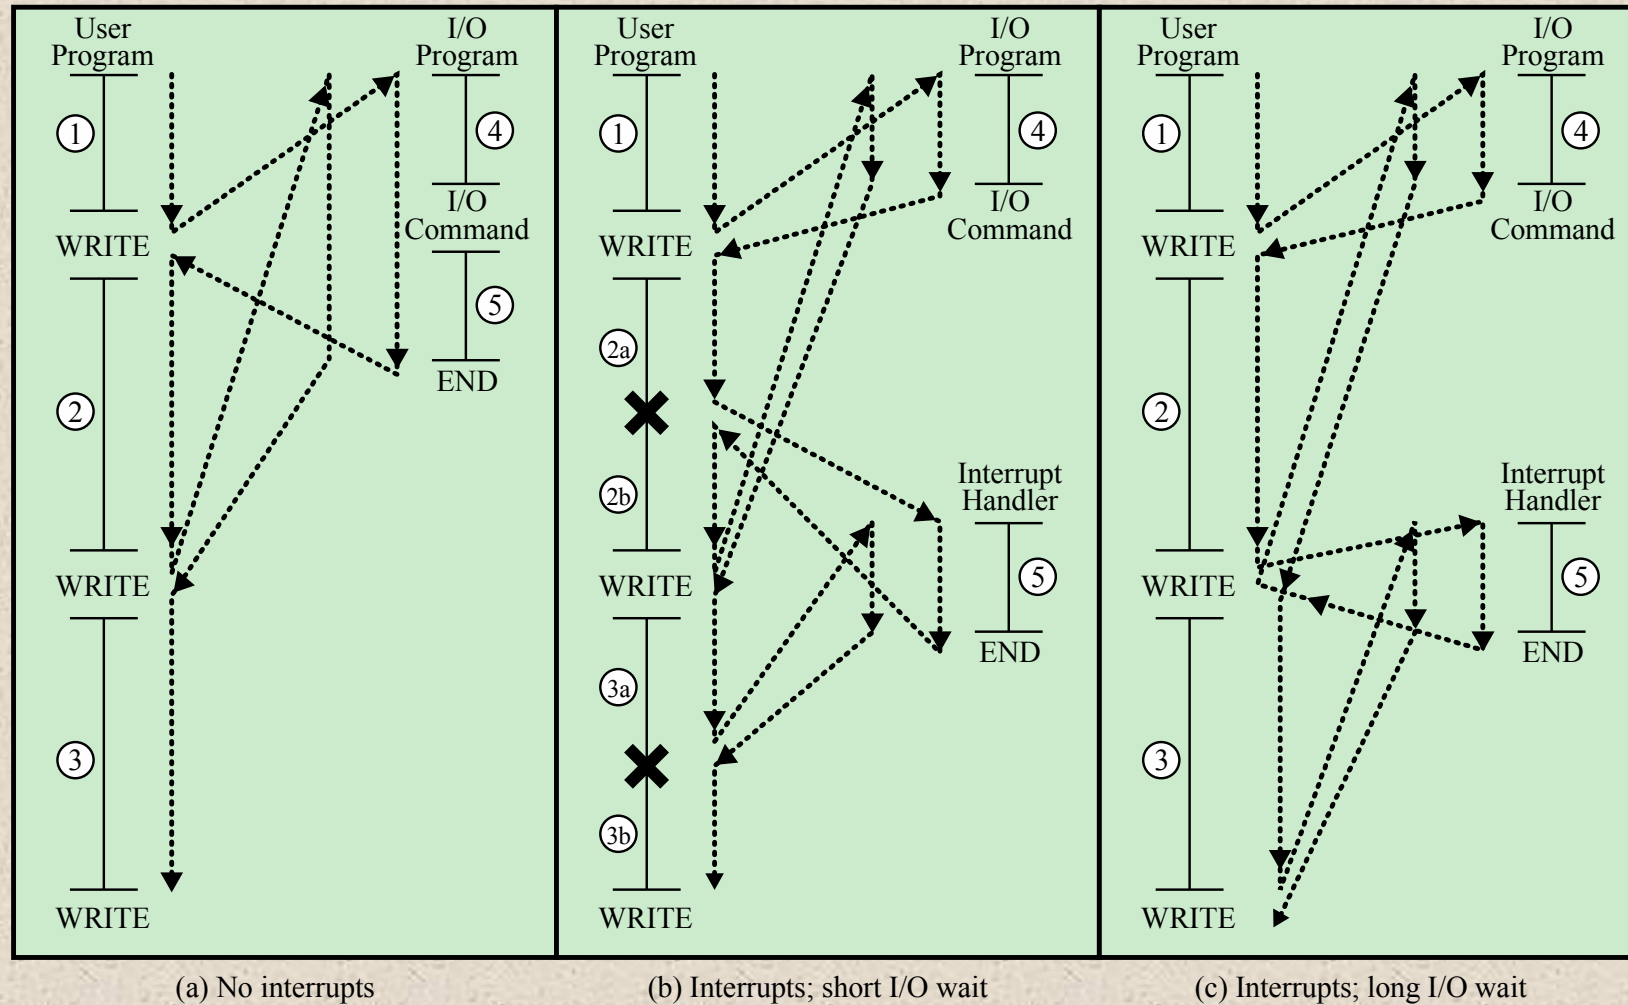 User
Program
I/O
Program
1
4
I/O
Command
WRITE
5
END
2
WRITE
3
WRITE
(a) No interrupts
User
Program
I/O
Program
1
4
I/O
Command
WRITE
2a
2b
Interrupt
Handler
WRITE
5
END
3a
3b
WRITE
(b) Interrupts; short I/O wait
User
Program
I/O
Program
1
4
I/O
Command
WRITE
2
Interrupt
Handler
WRITE
5
END
3
WRITE
(c) Interrupts; long I/O wait